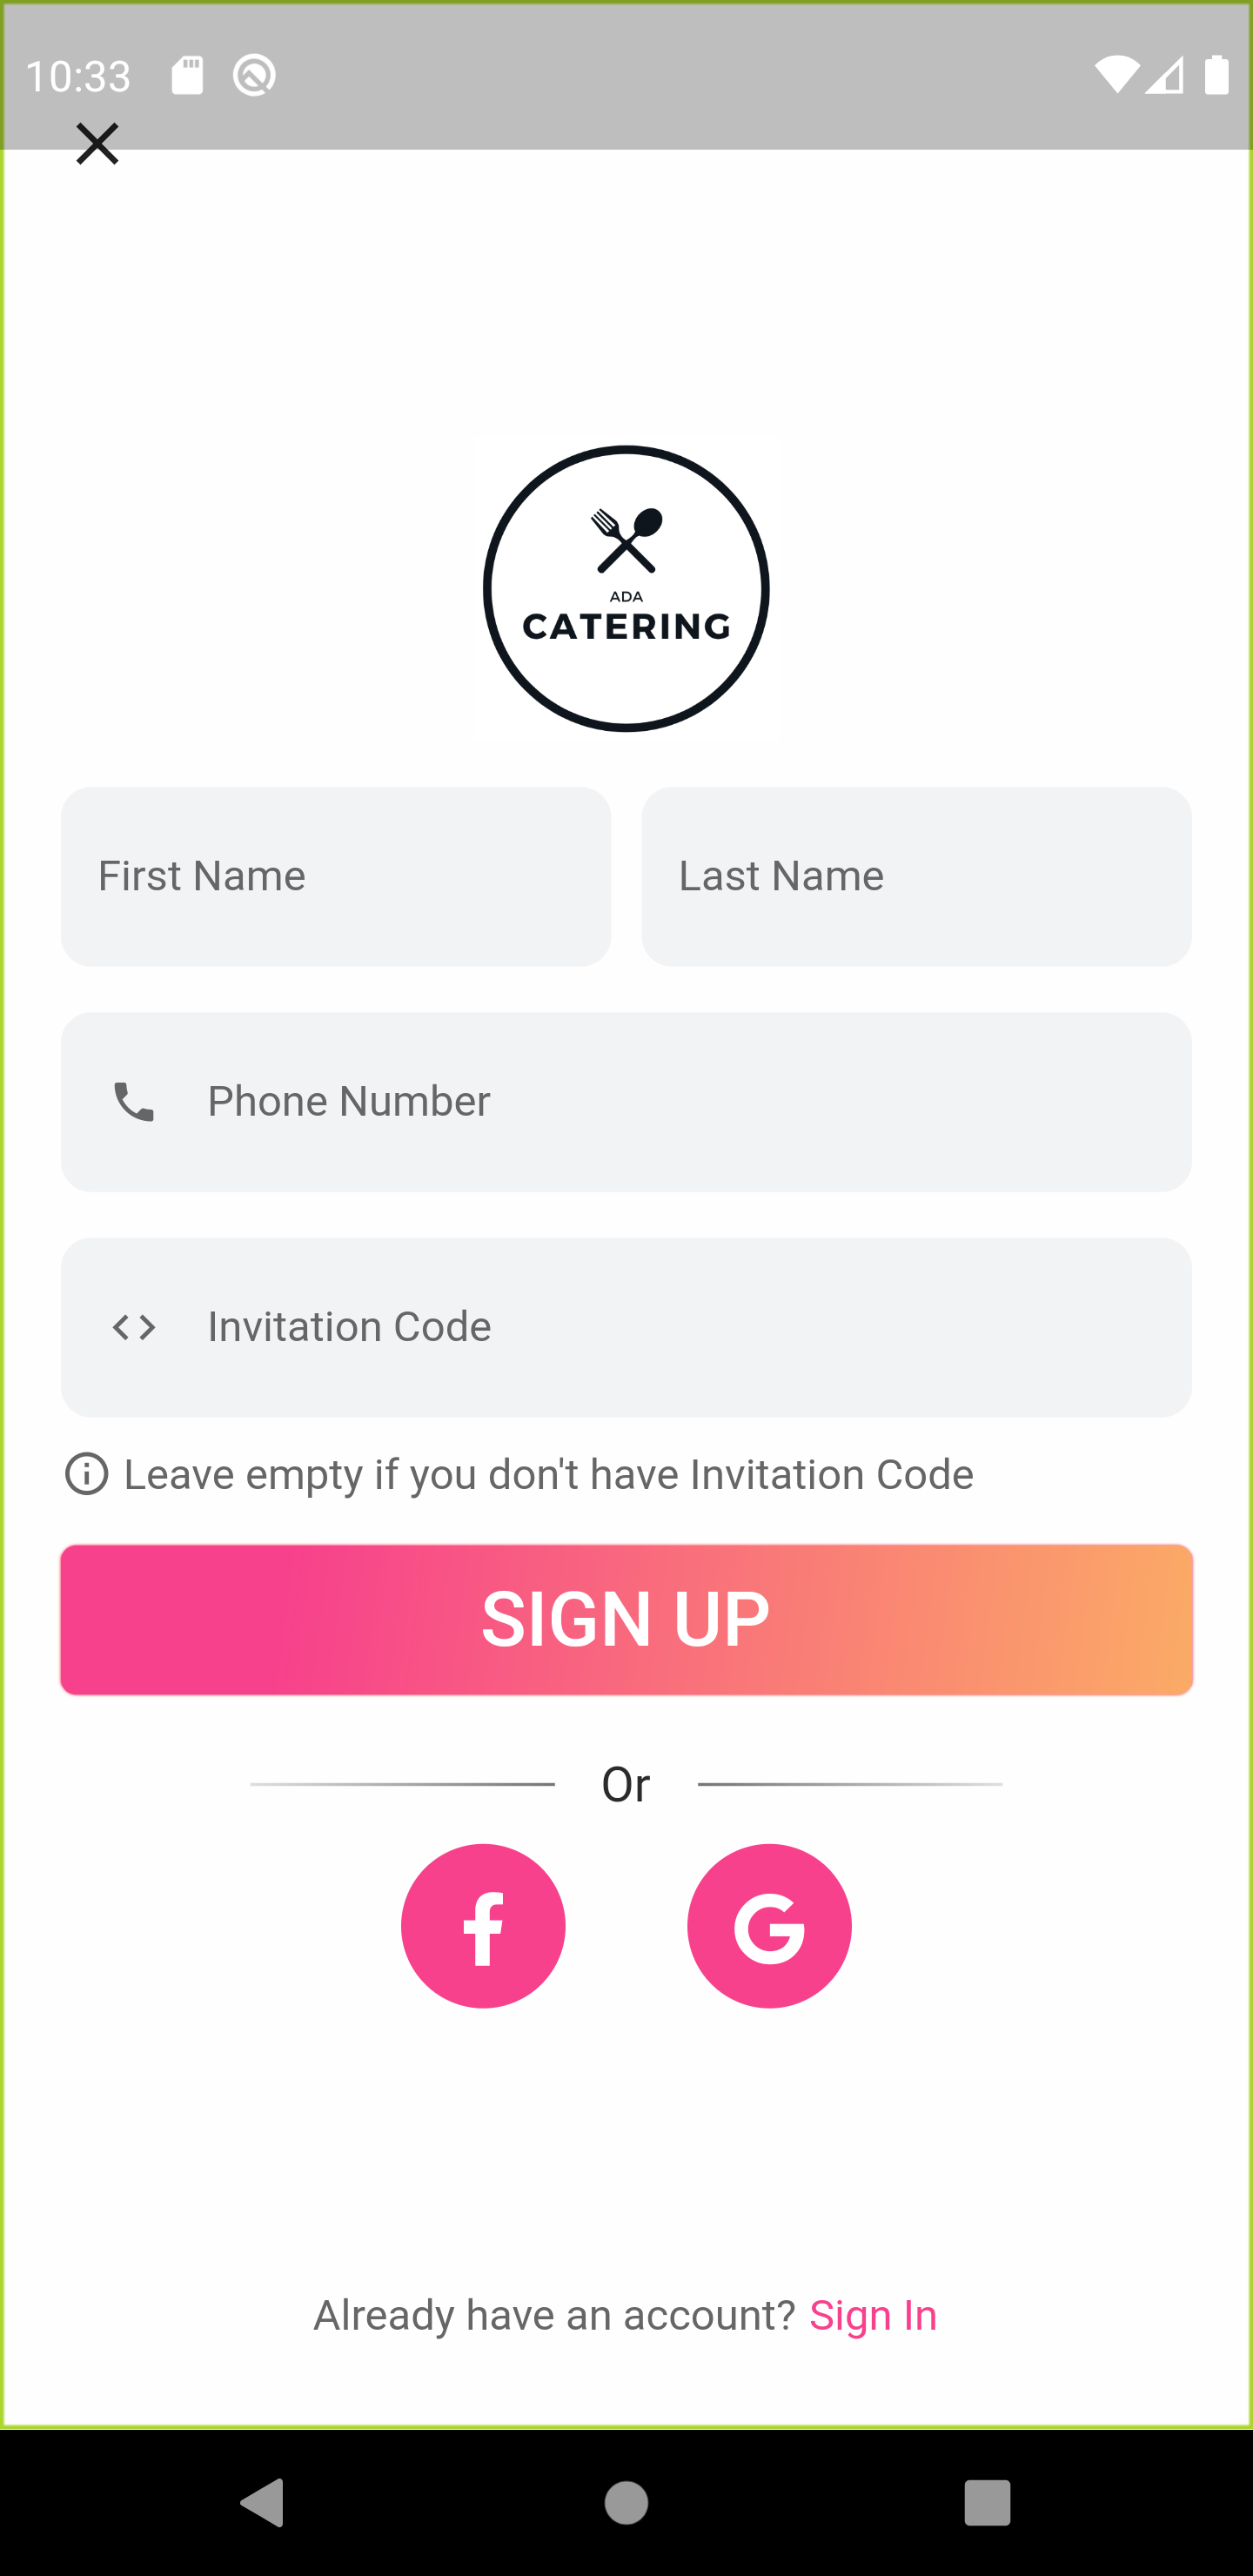 10:33
ADA
CATERING
First Name
Last Name
Phone Number
Invitation Code
Leave empty if you don't have Invitation Code
SIGN UP
Or
Already have an account? Sign In